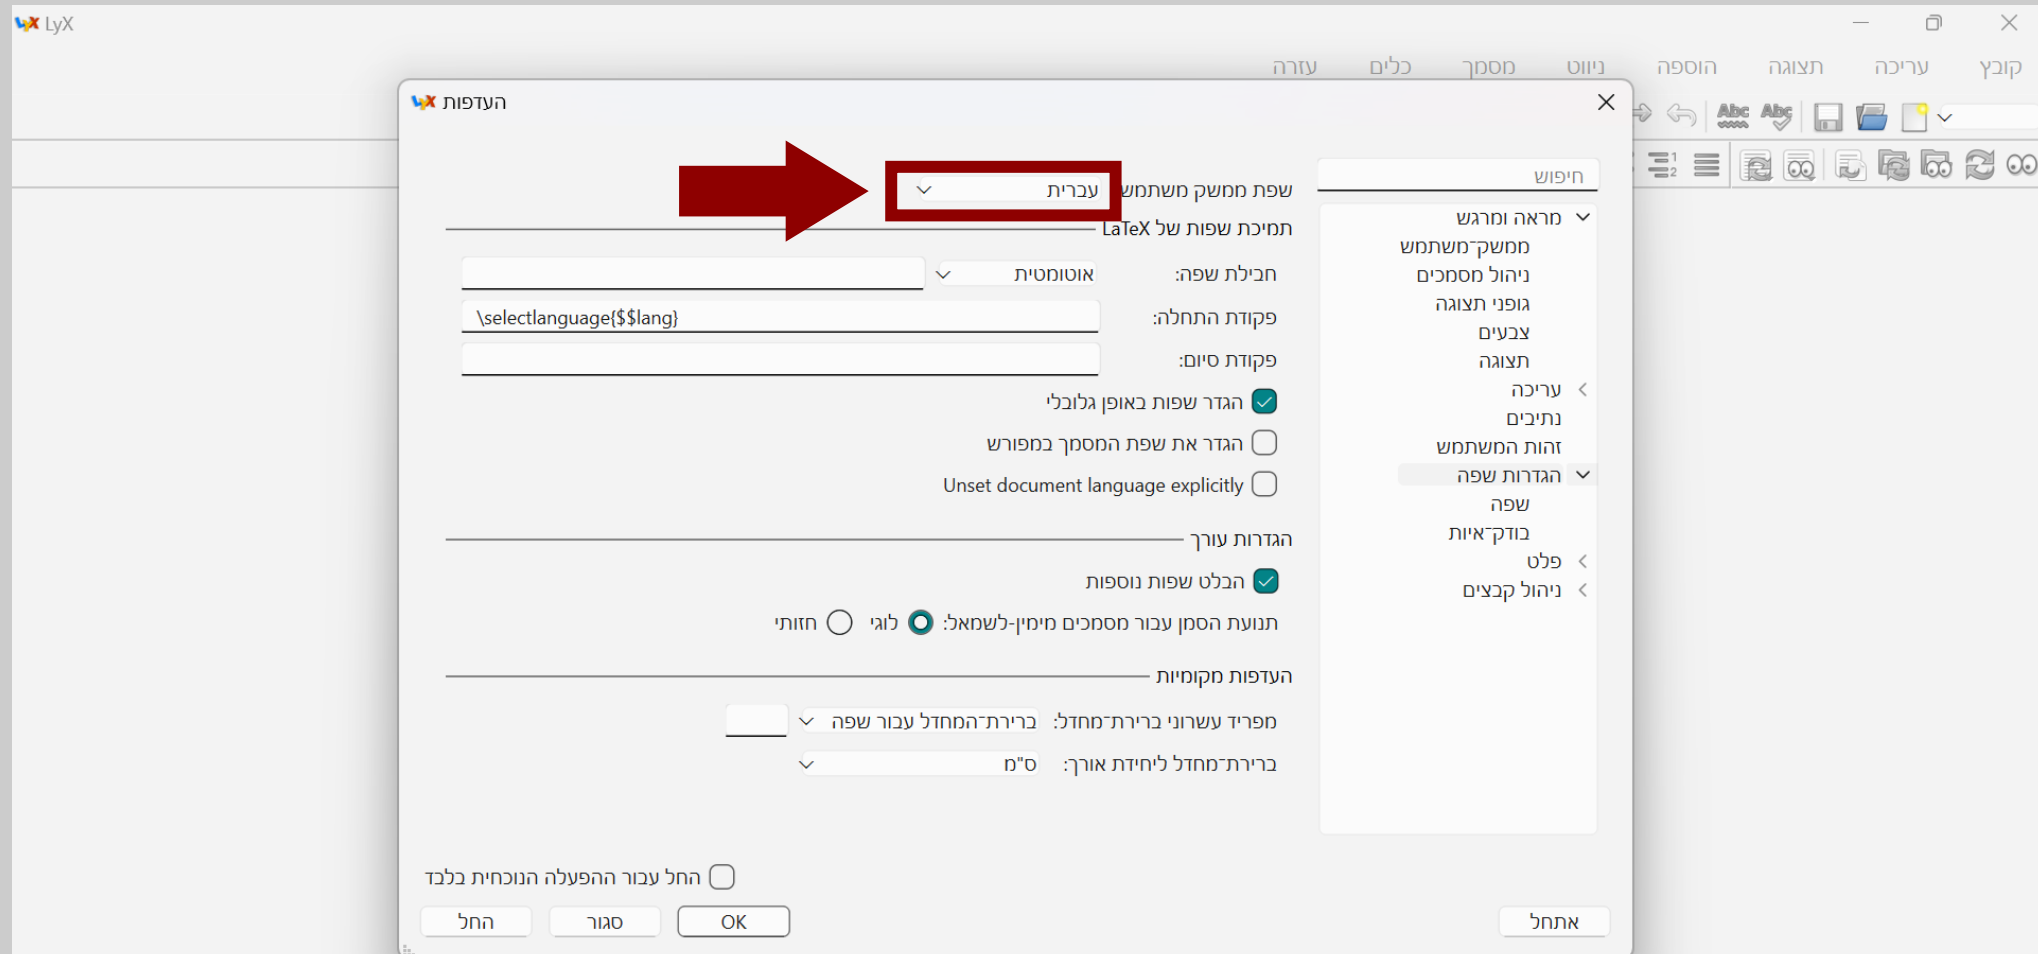 LyX
קובץ עריכה תצוגה הוספה ניווט מסמך כלים עזרה
העדפות
חיפוש
מראה ומרגש
ממשק־משתמש
ניהול מסמכים
גופני תצוגה
צבעים
תצוגה
עריכה
נתיבים
זהות המשתמש
הגדרות שפה
שפה
בודק־איות
פלט
ניהול קבצים
שפת ממשק משתמש עברית
תמיכת שפות של LaTeX
חבילת שפה: אוטומטית
פקודת התחלה: \selectlanguage{$$lang}
פקודת סיום:
הגדר שפות באופן גלובלי
הגדר את שפת המסמך במפורש
Unset document language explicitly
הגדרות עורך
הבלט שפות נוספות
תנועת הסמן עבור מסמכים מימין-לשמאל: לוגי חזותי
העדפות מקומיות
מפריד עשרוני ברירת־מחדל: ברירת־המחדל עבור שפה
ברירת־מחדל ליחידת אורך: ס"מ
החל עבור ההפעלה הנוכחית בלבד
אתחל OK סגור החל